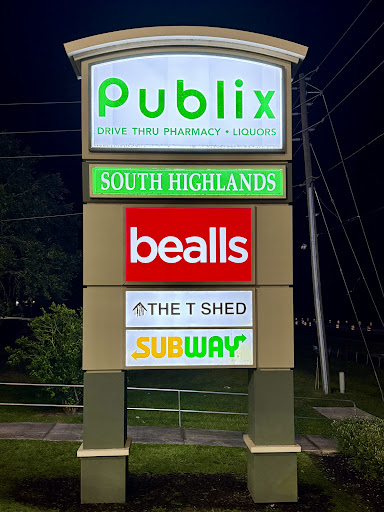 Publix
DRIVE THRU PHARMACY • LIQUORS
SOUTH HIGHLANDS
bealls
THE T SHED
SUBWAY